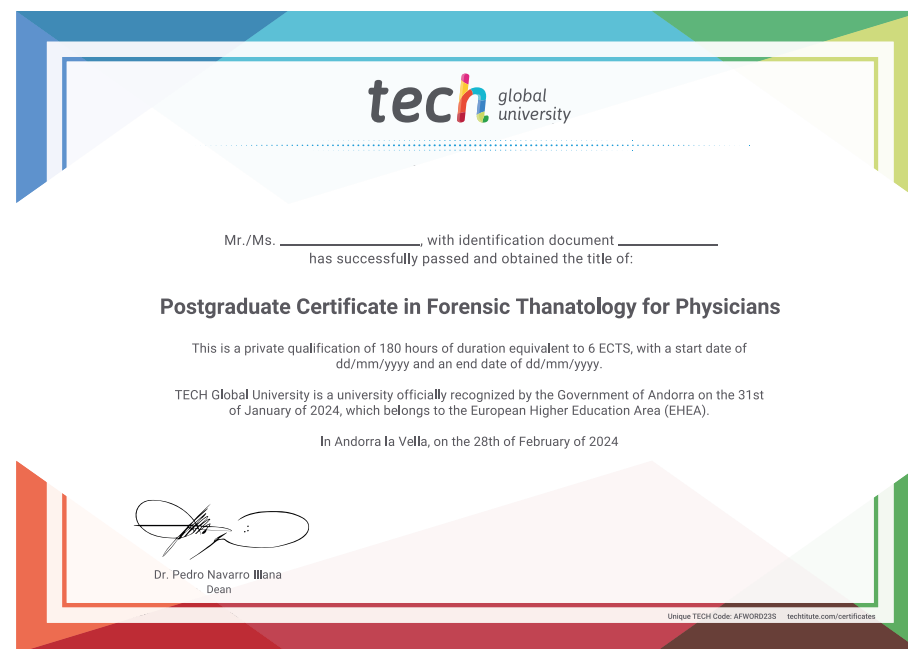 tech global
university
Mr./Ms. ____________________, with identification document ______________
has successfully passed and obtained the title of:
Postgraduate Certificate in Forensic Thanatology for Physicians
This is a private qualification of 180 hours of duration equivalent to 6 ECTS, with a start date of
dd/mm/yyyy and an end date of dd/mm/yyyy.
TECH Global University is a university officially recognized by the Government of Andorra on the 31st
of January of 2024, which belongs to the European Higher Education Area (EHEA).
In Andorra la Vella, on the 28th of February of 2024
Dr. Pedro Navarro Illana
Dean
Unique TECH Code: AFWORD23S techtitute.com/certificates